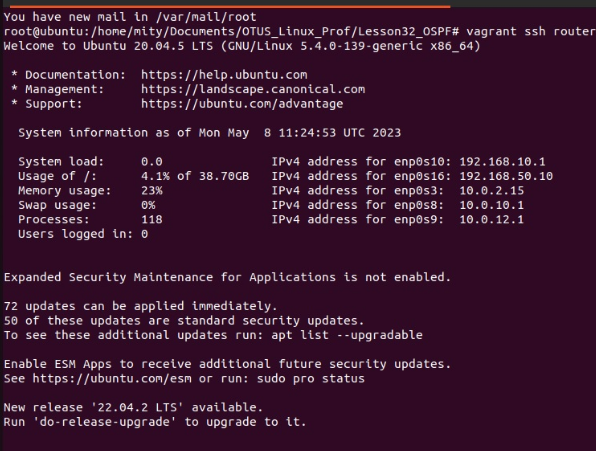 You have new mail in /var/mail/root
root@ubuntu:/home/mity/Documents/OTUS_Linux_Prof/Lesson32_OSPF# vagrant ssh router
Welcome to Ubuntu 20.04.5 LTS (GNU/Linux 5.4.0-139-generic x86_64)
* Documentation:  https://help.ubuntu.com
* Management:     https://landscape.canonical.com
* Support:        https://ubuntu.com/advantage
System information as of Mon May  8 11:24:53 UTC 2023
System load:     0.0               IPv4 address for enp0s10: 192.168.10.1
Usage of /:      4.1% of 38.70GB   IPv4 address for enp0s16: 192.168.50.10
Memory usage:    23%               IPv4 address for enp0s3:  10.0.2.15
Swap usage:      0%                IPv4 address for enp0s8:  10.0.10.1
Processes:       118               IPv4 address for enp0s9:  10.0.12.1
Users logged in: 0
Expanded Security Maintenance for Applications is not enabled.
72 updates can be applied immediately.
50 of these updates are standard security updates.
To see these additional updates run: apt list --upgradable
Enable ESM Apps to receive additional future security updates.
See https://ubuntu.com/esm or run: sudo pro status
New release '22.04.2 LTS' available.
Run 'do-release-upgrade' to upgrade to it.